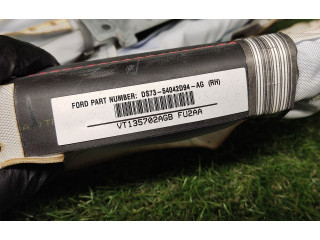 FORD PART NUMBER: DS73-54042D94-AG (RH)
VT135702AGB FU2AA